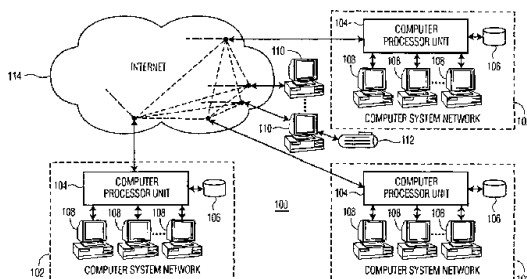 104
COMPUTER
PROCESSOR UNIT
106
108 108 108
COMPUTER SYSTEM NETWORK
10
114
INTERNET
110
110
112
104
COMPUTER
PROCESSOR UNIT
106
108 108 108
COMPUTER SYSTEM NETWORK
102
100
104
COMPUTER
PROCESSOR UNIT
106
108 108 108
COMPUTER SYSTEM NETWORK